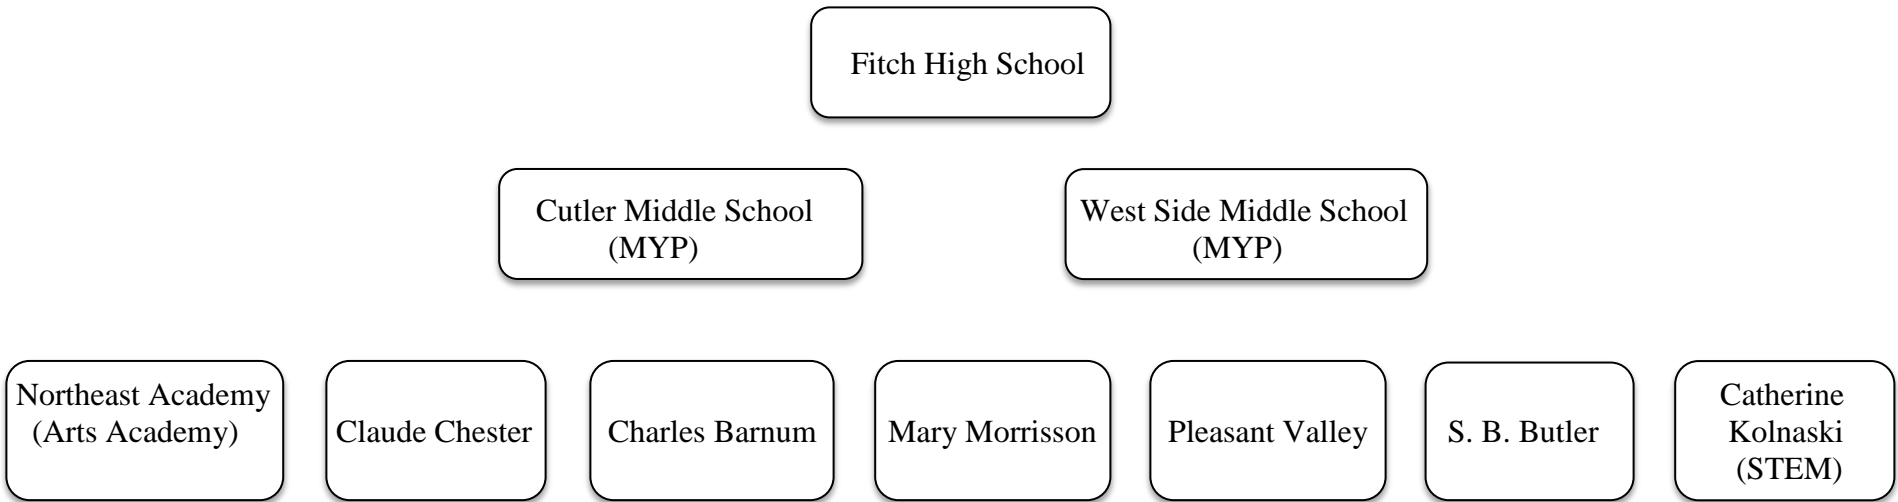 Fitch High School
Cutler Middle School
(MYP)
West Side Middle School
(MYP)
Northeast Academy
(Arts Academy)
Claude Chester
Charles Barnum
Mary Morrisson
Pleasant Valley
S. B. Butler
Catherine
Kolnaski
(STEM)